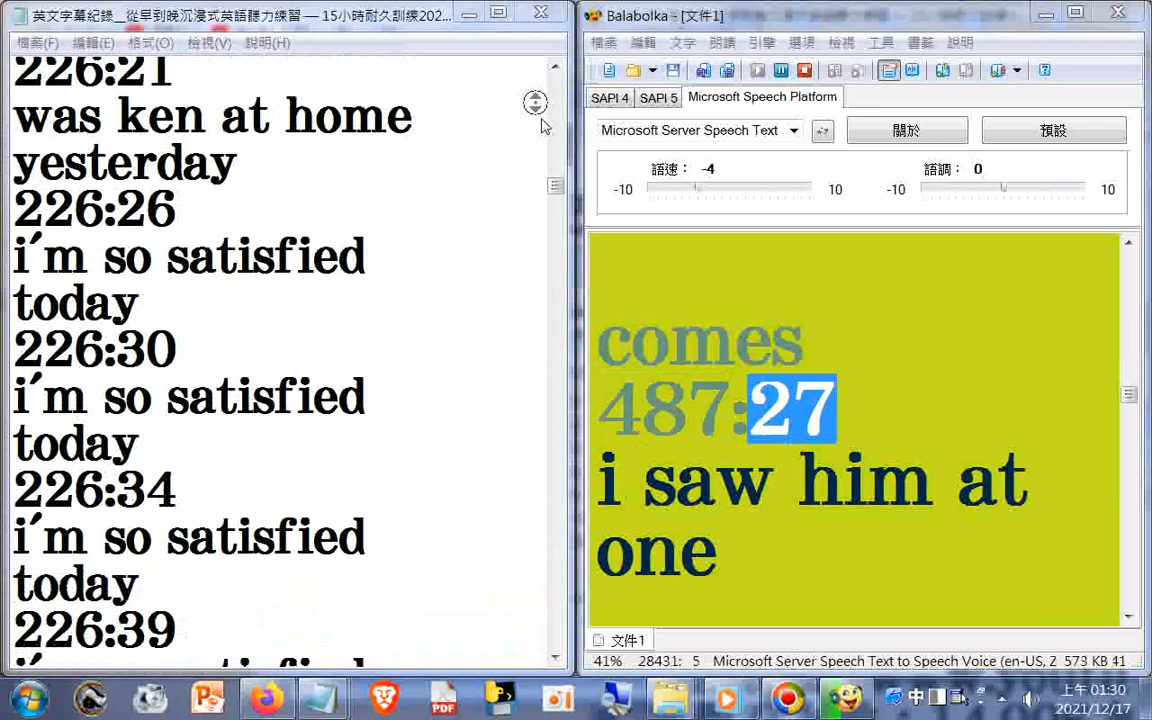 英文字幕紀錄__從早到晚沉浸式英語聽力練習 — 15小時耐久訓練202...
檔案(F) 編輯(E) 格式(O) 檢視(V) 說明(H)
226:21
was ken at home
yesterday
226:26
i'm so satisfied
today
226:30
i'm so satisfied
today
226:34
i'm so satisfied
today
226:39
i'm so satisfied
Balabolka - [文件1]
檔案 編輯 文字 朗讀 引擎 選項 檢視 工具 書籤 說明
SAPI 4 SAPI 5 Microsoft Speech Platform
Microsoft Server Speech Text 關於 預設
語速： -4 語調： 0
-10 10 -10 10
comes
487:27
i saw him at
one
文件1
41% 28431: 5 Microsoft Server Speech Text to Speech Voice (en-US, Z 573 KB 41
PDF
中
上午 01:30
2021/12/17